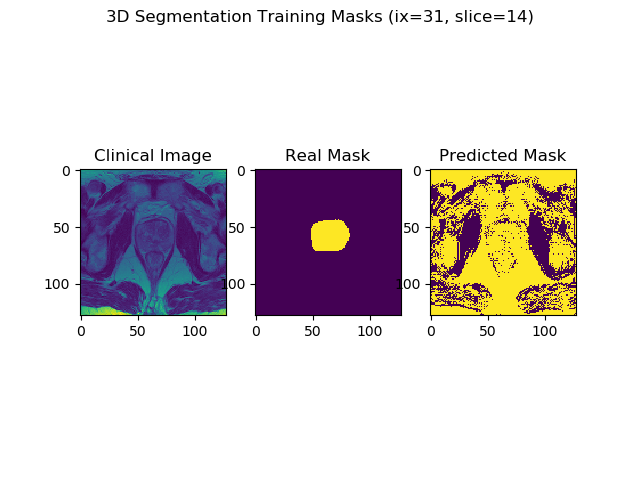 3D Segmentation Training Masks (ix=31, slice=14)
Clinical Image Real Mask Predicted Mask
0 0 0
50 50 50
100 100 100
0 50 100 0 50 100 0 50 100